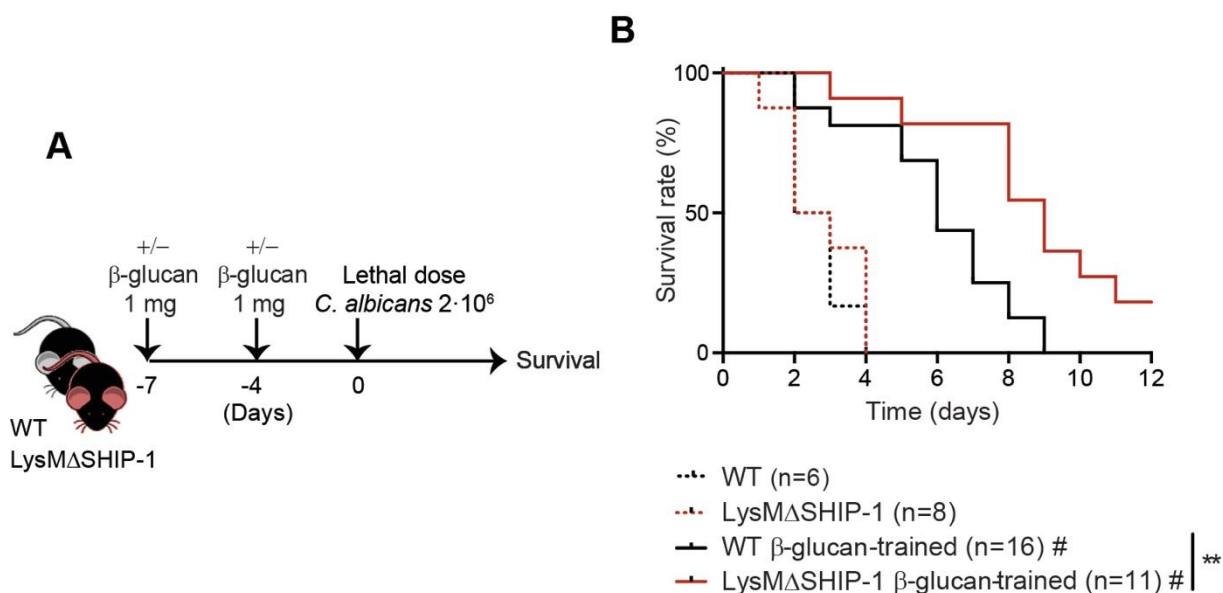 A
+/–
β-glucan
1 mg
+/–
β-glucan
1 mg
Lethal dose
C. albicans 2·10⁶
-7
-4
0
(Days)
Survival
WT
LysMΔSHIP-1
B
Survival rate (%)
100
50
0
0 2 4 6 8 10 12
Time (days)
WT (n=6)
LysMΔSHIP-1 (n=8)
WT β-glucan-trained (n=16) #
LysMΔSHIP-1 β-glucan-trained (n=11) #
**